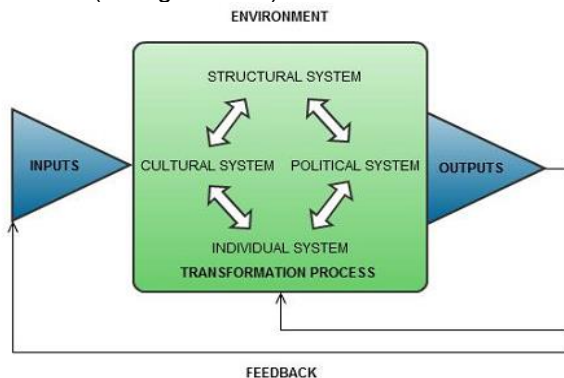 ENVIRONMENT
STRUCTURAL SYSTEM
INPUTS
CULTURAL SYSTEM
POLITICAL SYSTEM
OUTPUTS
INDIVIDUAL SYSTEM
TRANSFORMATION PROCESS
FEEDBACK